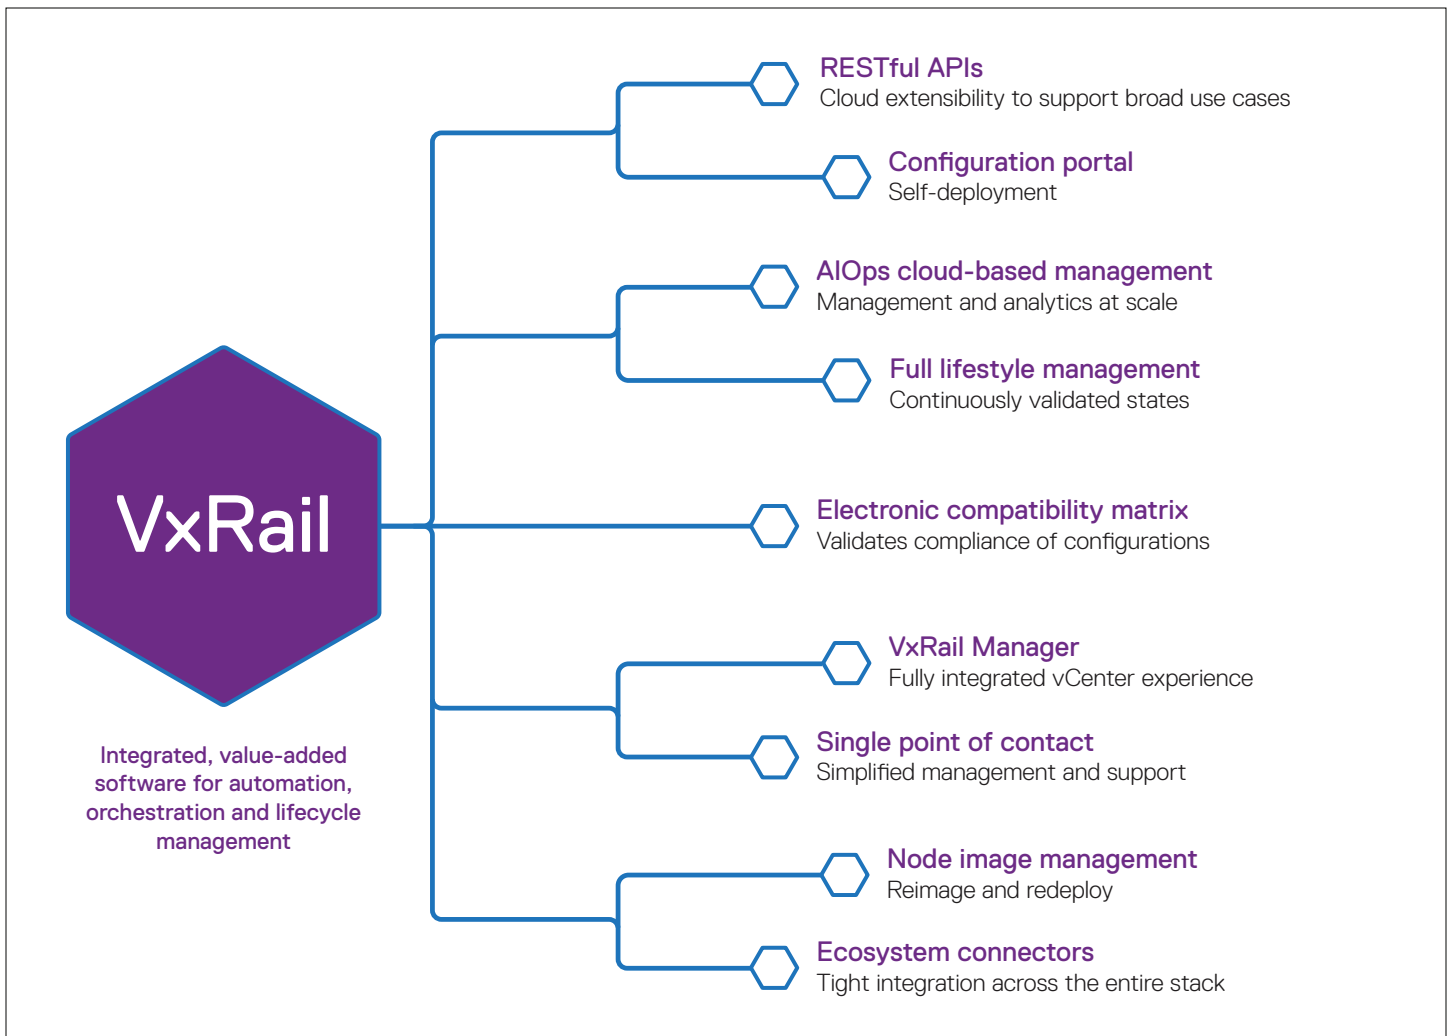 VxRail
Integrated, value-added
software for automation,
orchestration and lifecycle
management
RESTful APIs
Cloud extensibility to support broad use cases
Configuration portal
Self-deployment
AIOps cloud-based management
Management and analytics at scale
Full lifestyle management
Continuously validated states
Electronic compatibility matrix
Validates compliance of configurations
VxRail Manager
Fully integrated vCenter experience
Single point of contact
Simplified management and support
Node image management
Reimage and redeploy
Ecosystem connectors
Tight integration across the entire stack